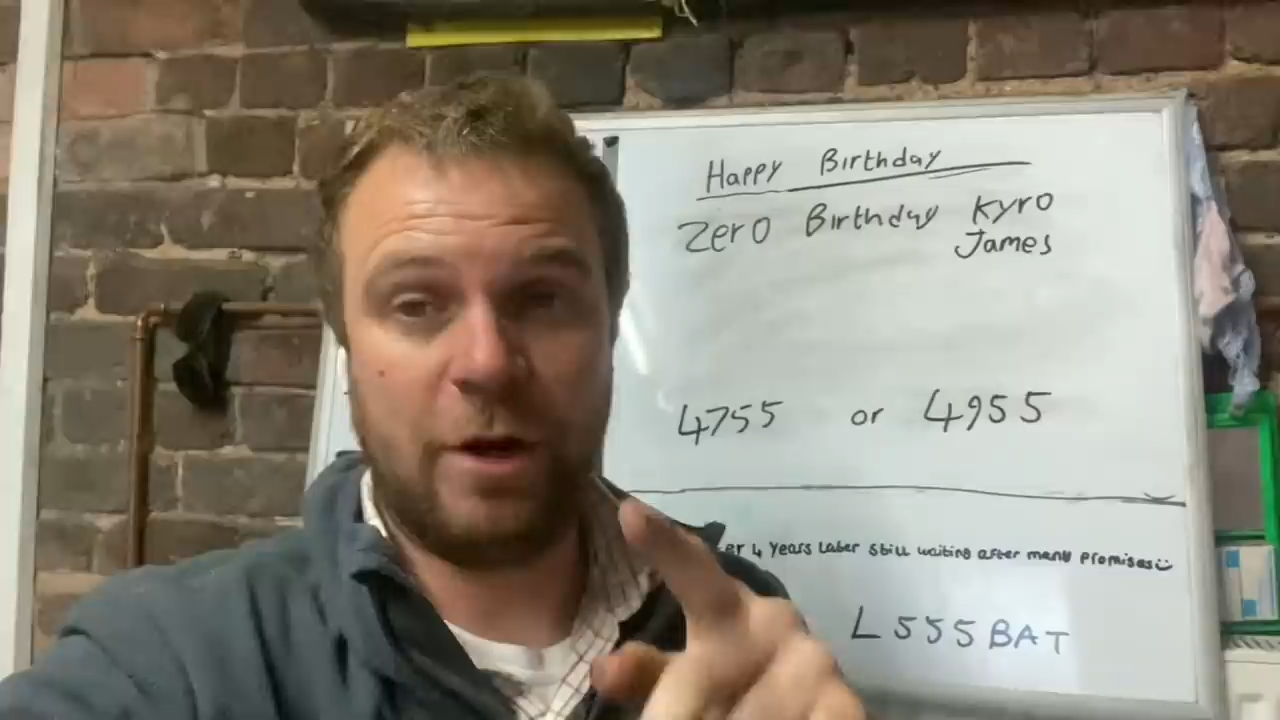 Happy Birthday
Zero Birthday Kyro
James
4755 or 4955
er 4 years later still waiting after many promises
L555BAT